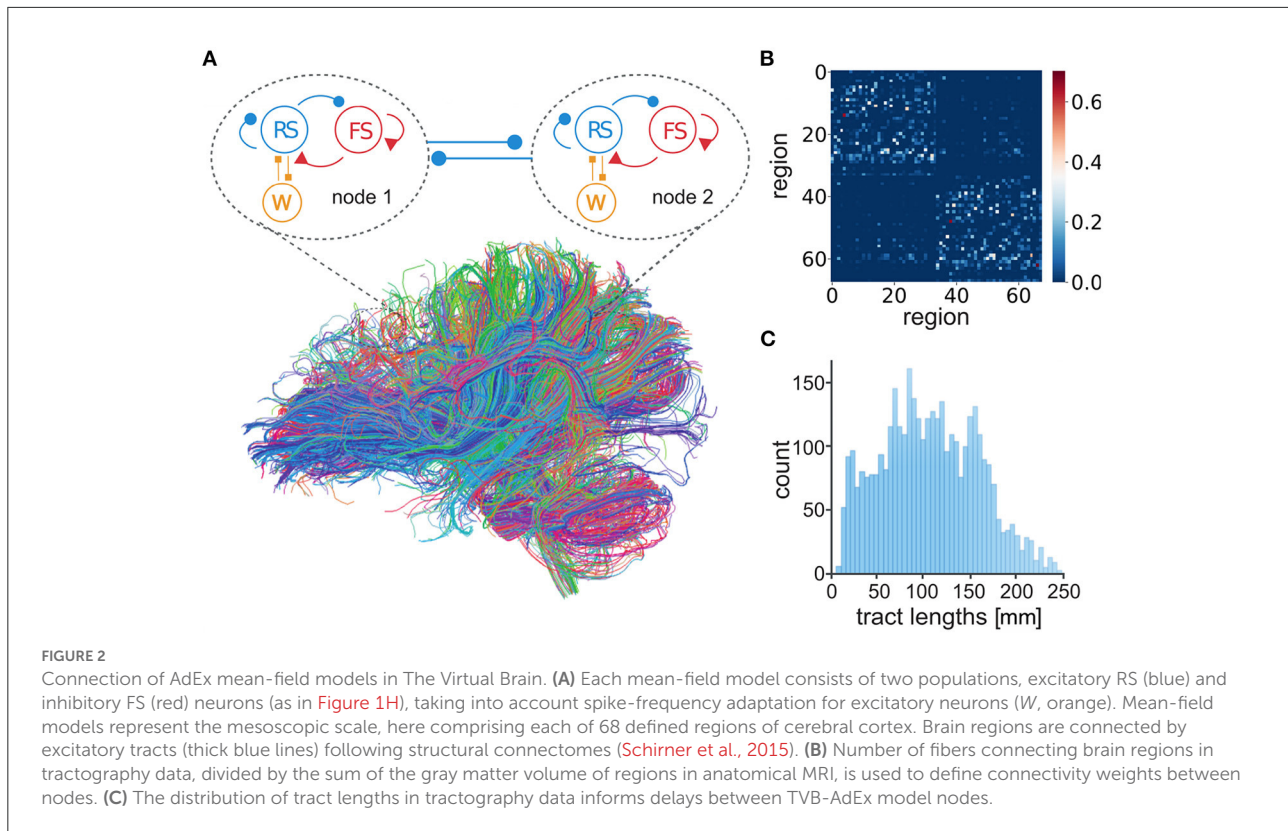 A
RS
FS
W
node 1
RS
FS
W
node 2
B
0
20
40
60
region
0 20 40 60
region
0.6
0.4
0.2
0.0
C
150
100
50
0
count
0 50 100 150 200 250
tract lengths [mm]
FIGURE 2
Connection of AdEx mean-field models in The Virtual Brain. (A) Each mean-field model consists of two populations, excitatory RS (blue) and
inhibitory FS (red) neurons (as in Figure 1H), taking into account spike-frequency adaptation for excitatory neurons (W, orange). Mean-field
models represent the mesoscopic scale, here comprising each of 68 defined regions of cerebral cortex. Brain regions are connected by
excitatory tracts (thick blue lines) following structural connectomes (Schirner et al., 2015). (B) Number of fibers connecting brain regions in
tractography data, divided by the sum of the gray matter volume of regions in anatomical MRI, is used to define connectivity weights between
nodes. (C) The distribution of tract lengths in tractography data informs delays between TVB-AdEx model nodes.